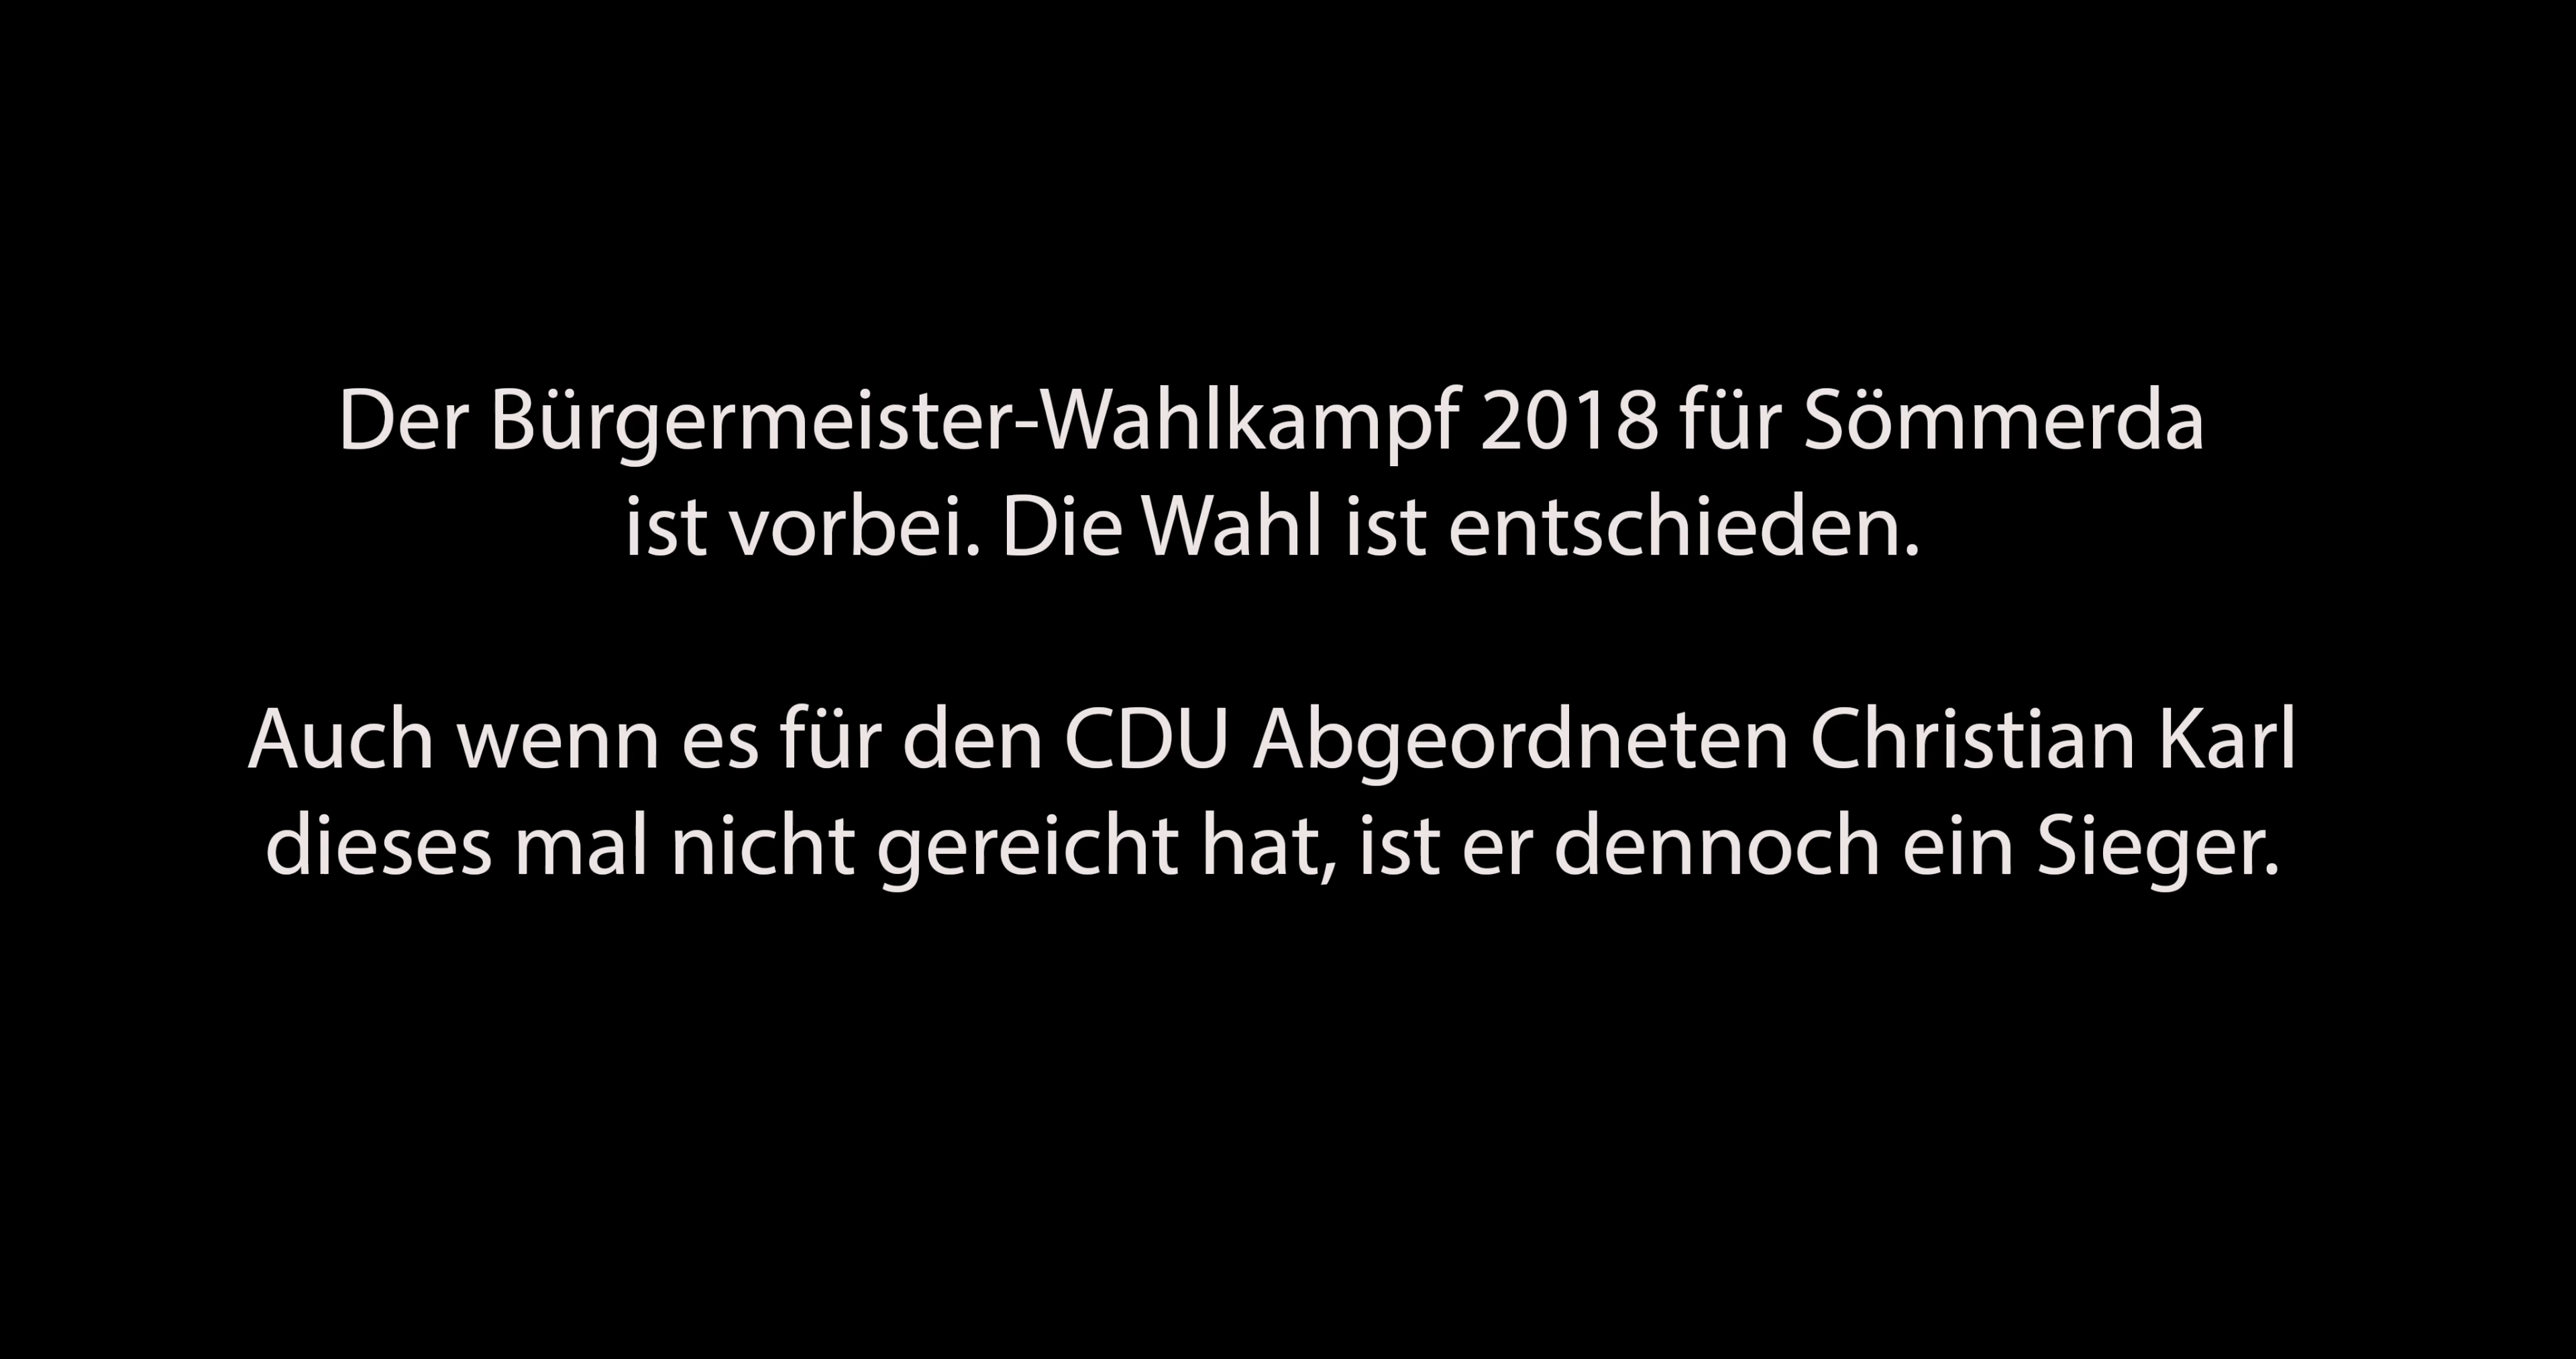 Der Bürgermeister-Wahlkampf 2018 für Sömmerda
ist vorbei. Die Wahl ist entschieden.
Auch wenn es für den CDU Abgeordneten Christian Karl
dieses mal nicht gereicht hat, ist er dennoch ein Sieger.